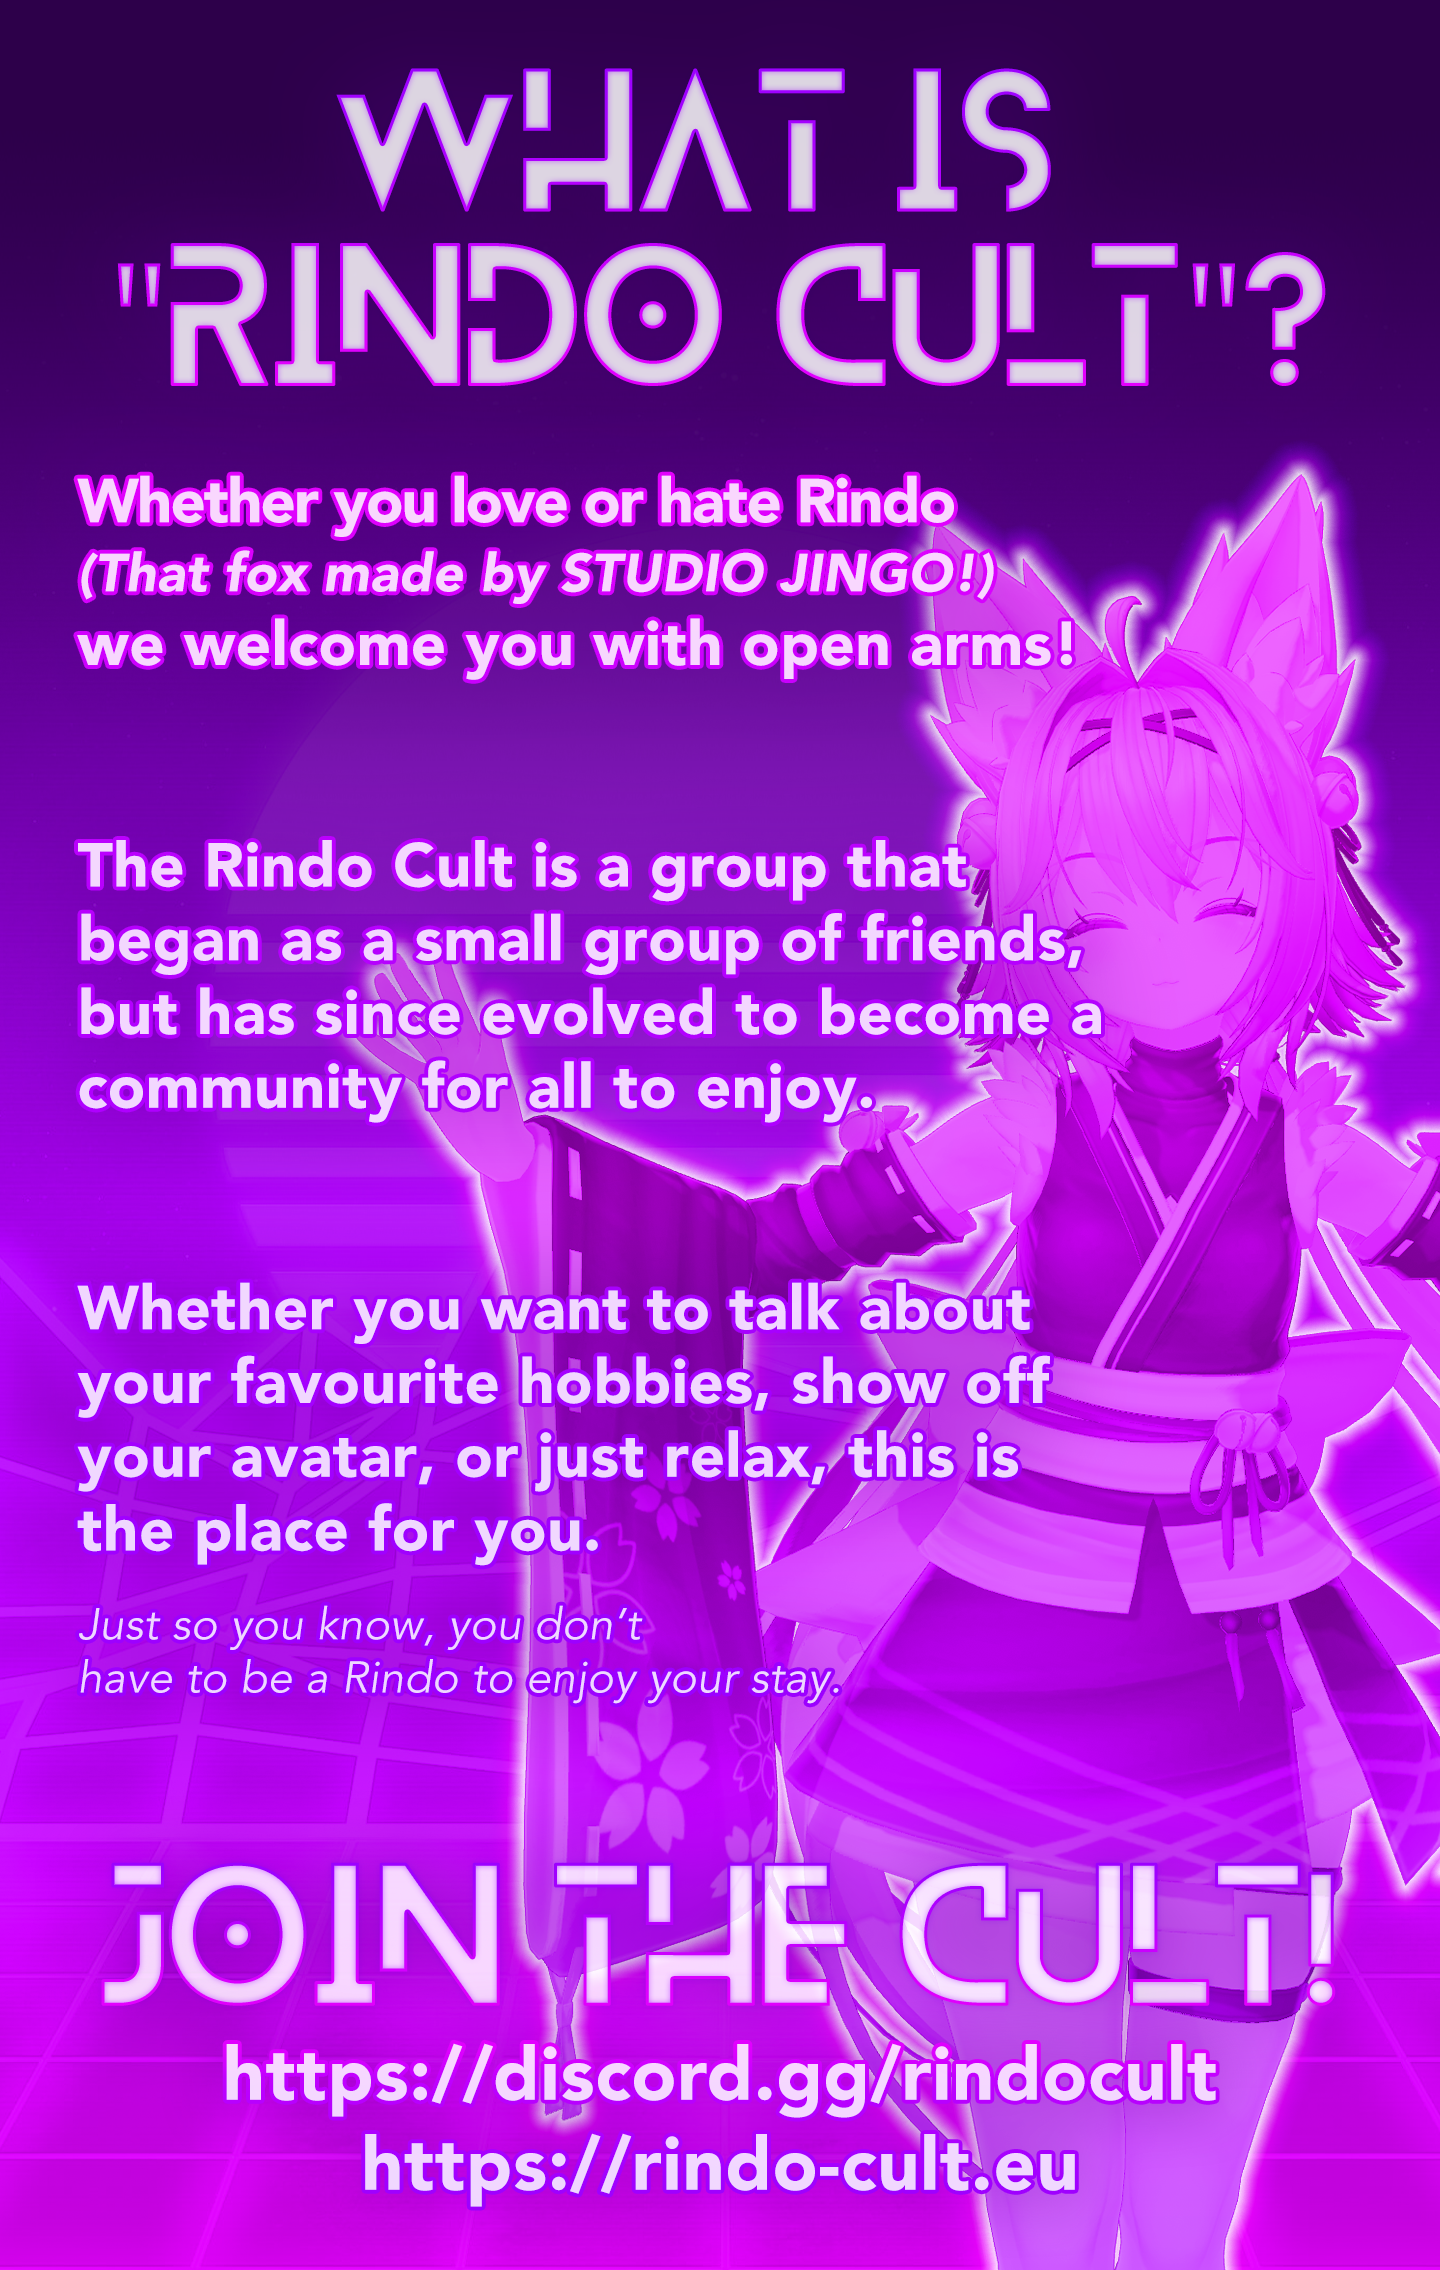 WHAT IS
"RINDO CULT"?
Whether you love or hate Rindo
(That fox made by STUDIO JINGO!)
we welcome you with open arms!
The Rindo Cult is a group that
began as a small group of friends,
but has since evolved to become a
community for all to enjoy.
Whether you want to talk about
your favourite hobbies, show off
your avatar, or just relax, this is
the place for you.
Just so you know, you don’t
have to be a Rindo to enjoy your stay.
JOIN THE CULT!
https://discord.gg/rindocult
https://rindo-cult.eu